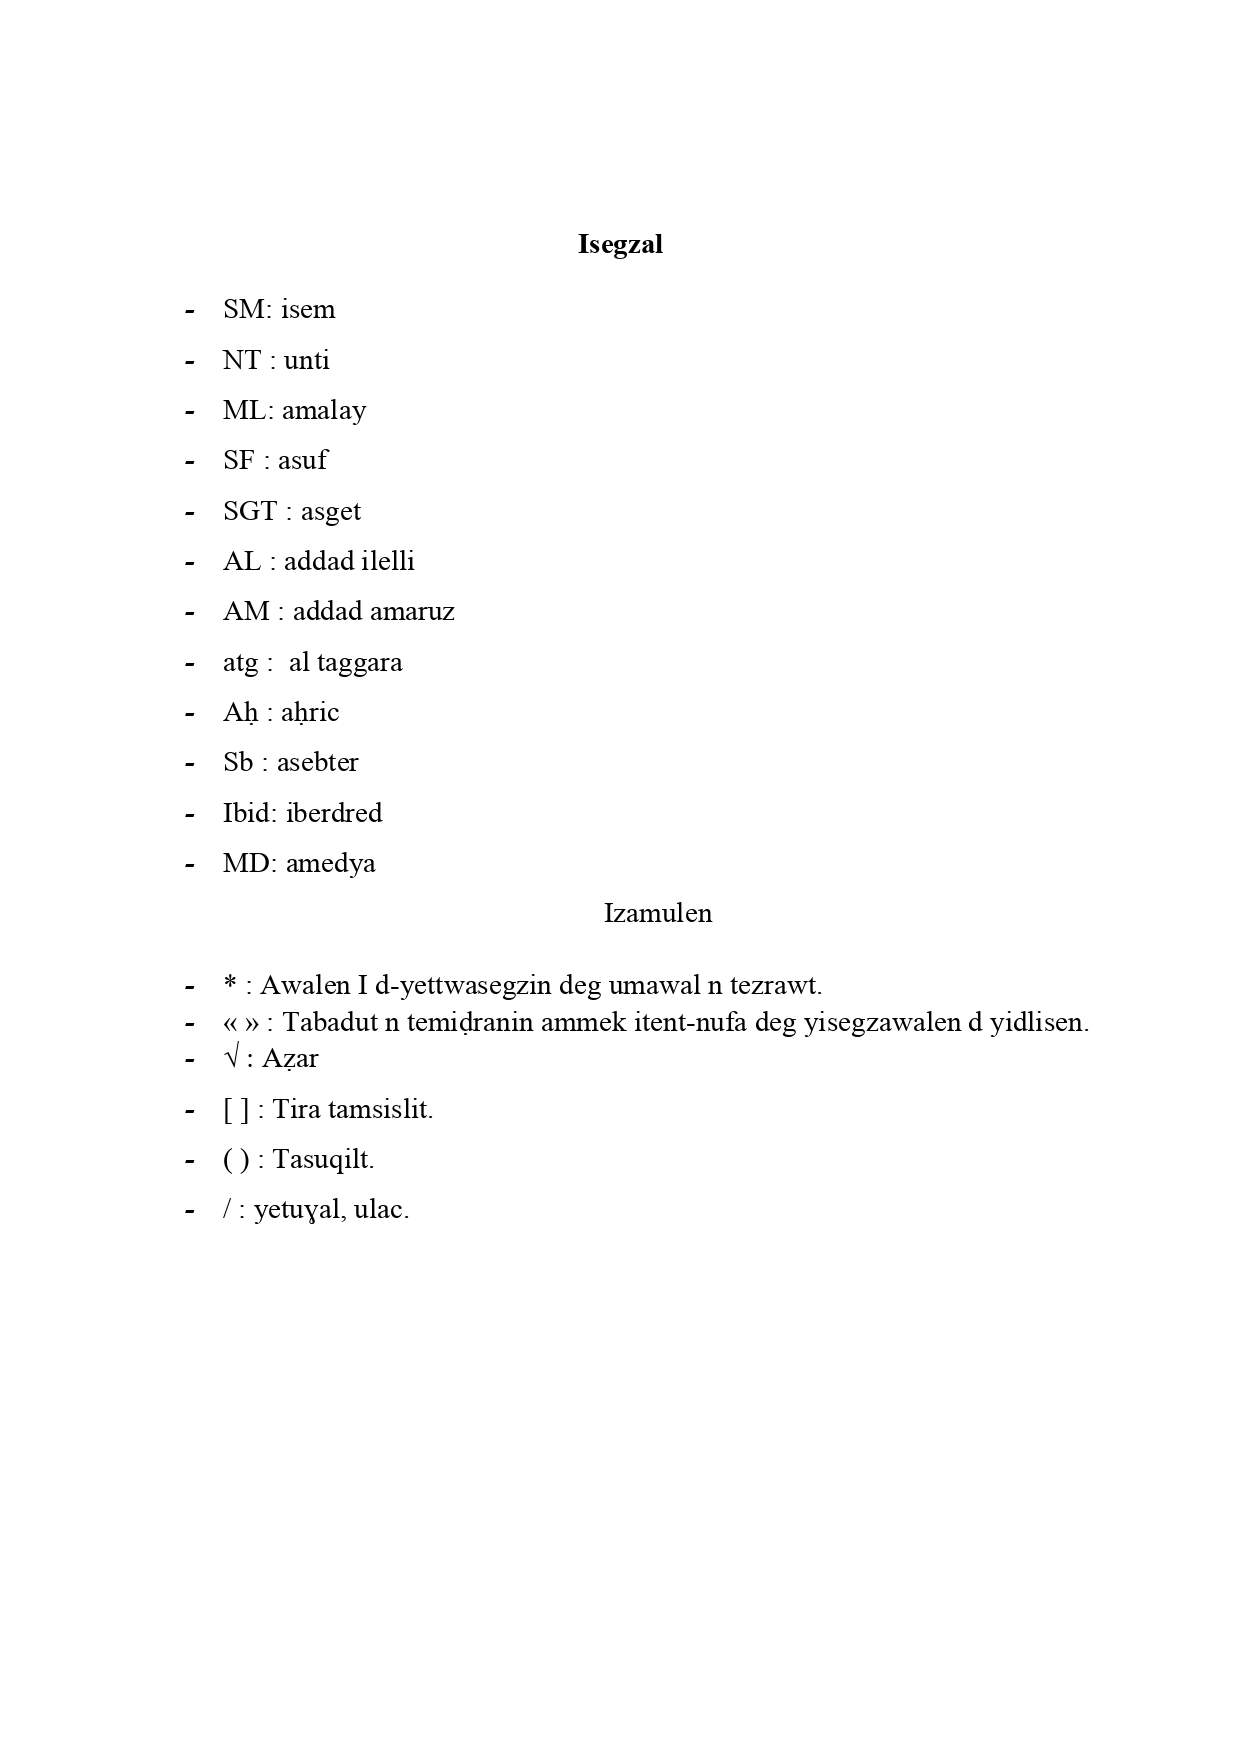 Isegzal
- SM: isem
- NT : unti
- ML: amalay
- SF : asuf
- SGT : asget
- AL : addad ilelli
- AM : addad amaruz
- atg :  al taggara
- Aḥ : aḥric
- Sb : asebter
- Ibid: iberdred
- MD: amedya
Izamulen
- * : Awalen I d-yettwasegzin deg umawal n tezrawt.
- « » : Tabadut n temiḍranin ammek itent-nufa deg yisegzawalen d yidlisen.
- √ : Aẓar
- [ ] : Tira tamsislit.
- ( ) : Tasuqilt.
- / : yetuɣal, ulac.